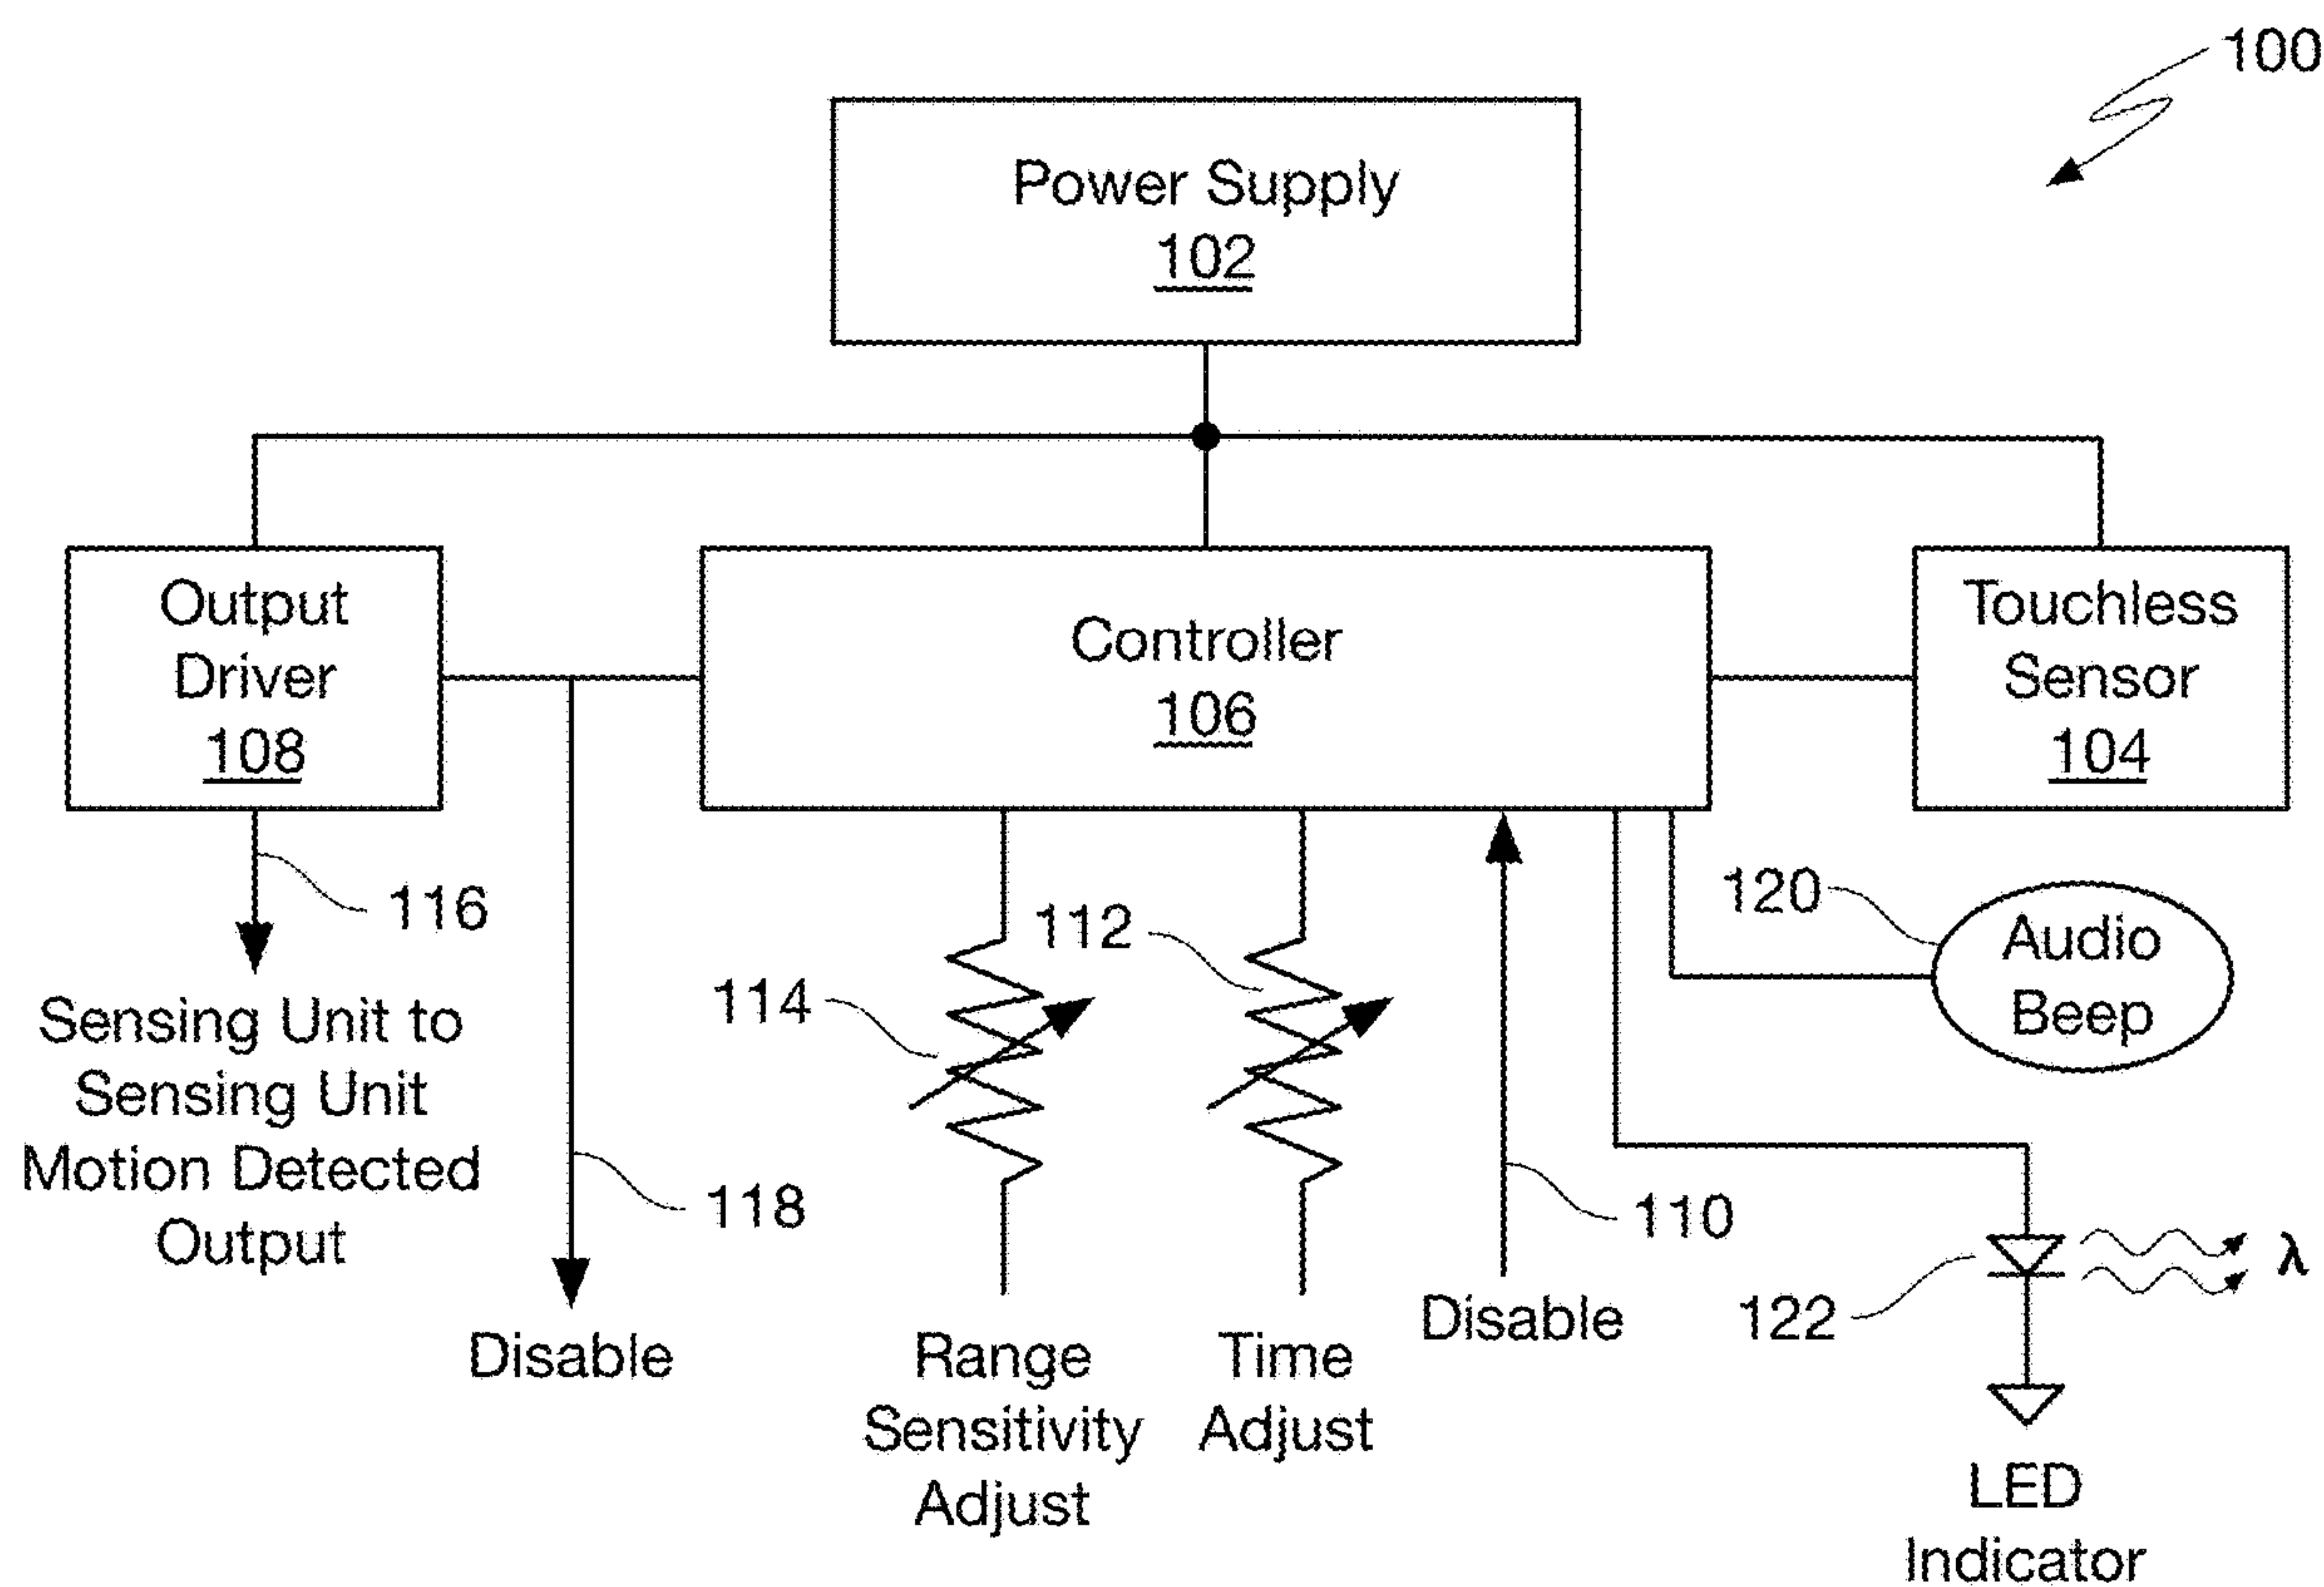 100
Power Supply
102
Output
Driver
108
Controller
106
Touchless
Sensor
104
116
Sensing Unit to
Sensing Unit
Motion Detected
Output
118
Disable
114
Range
Sensitivity
Adjust
112
Time
Adjust
110
Disable
120
Audio
Beep
122
λ
LED
Indicator